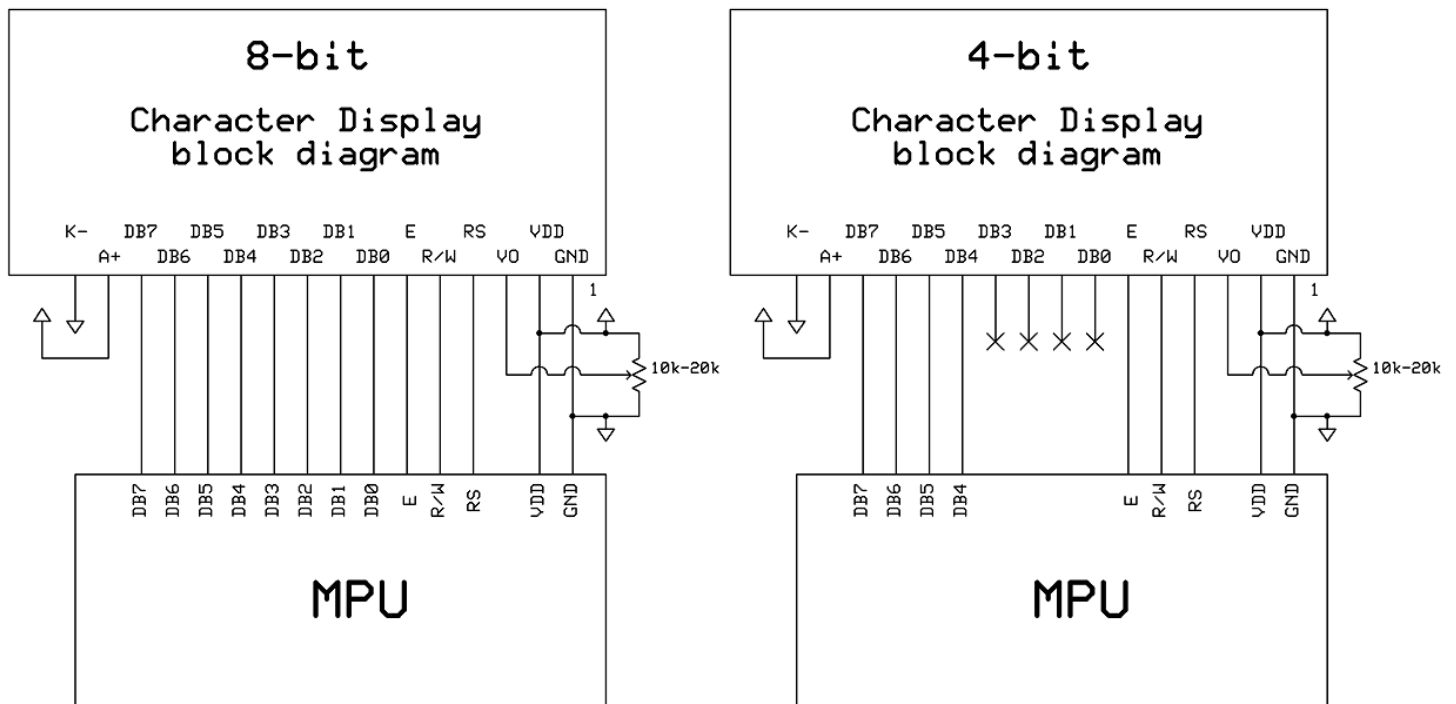 8-bit
Character Display
block diagram
K- DB7 DB5 DB3 DB1 E RS VDD
A+ DB6 DB4 DB2 DB0 R/W VO GND
1
10k-20k
DB7 DB6 DB5 DB4 DB3 DB2 DB1 DB0 E R/W RS VDD GND
MPU
4-bit
Character Display
block diagram
K- DB7 DB5 DB3 DB1 E RS VDD
A+ DB6 DB4 DB2 DB0 R/W VO GND
1
10k-20k
DB7 DB6 DB5 DB4 E R/W RS VDD GND
MPU